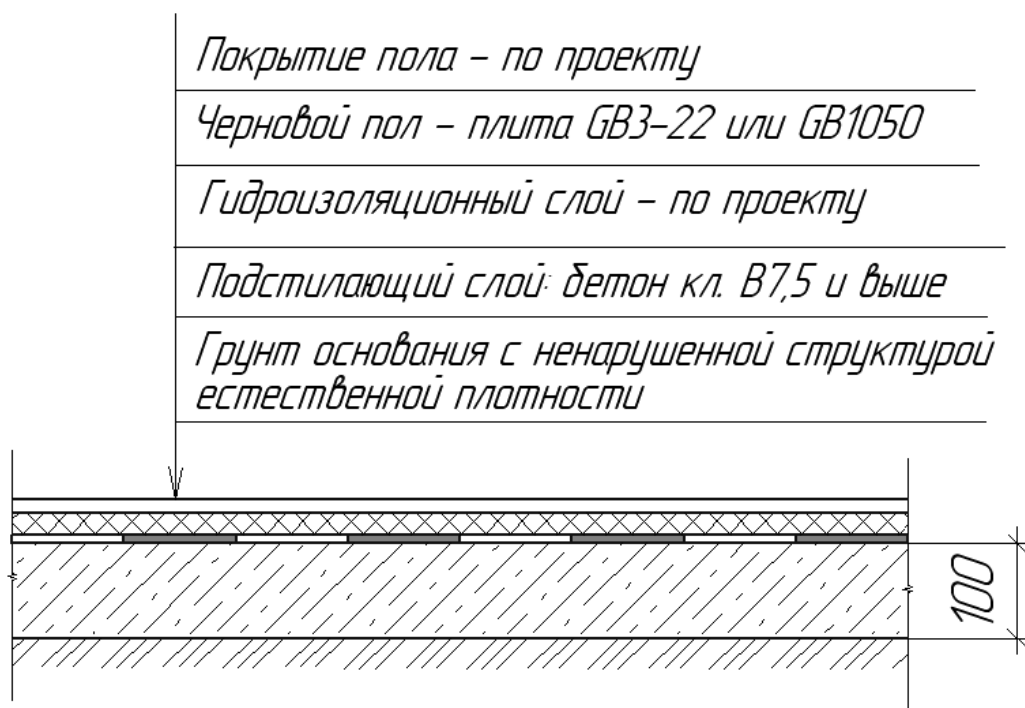 Покрытие пола – по проекту
Черновой пол – плита GB3-22 или GB1050
Гидроизоляционный слой – по проекту
Подстилающий слой: бетон кл. В7,5 и выше
Грунт основания с ненарушенной структурой
естественной плотности
100